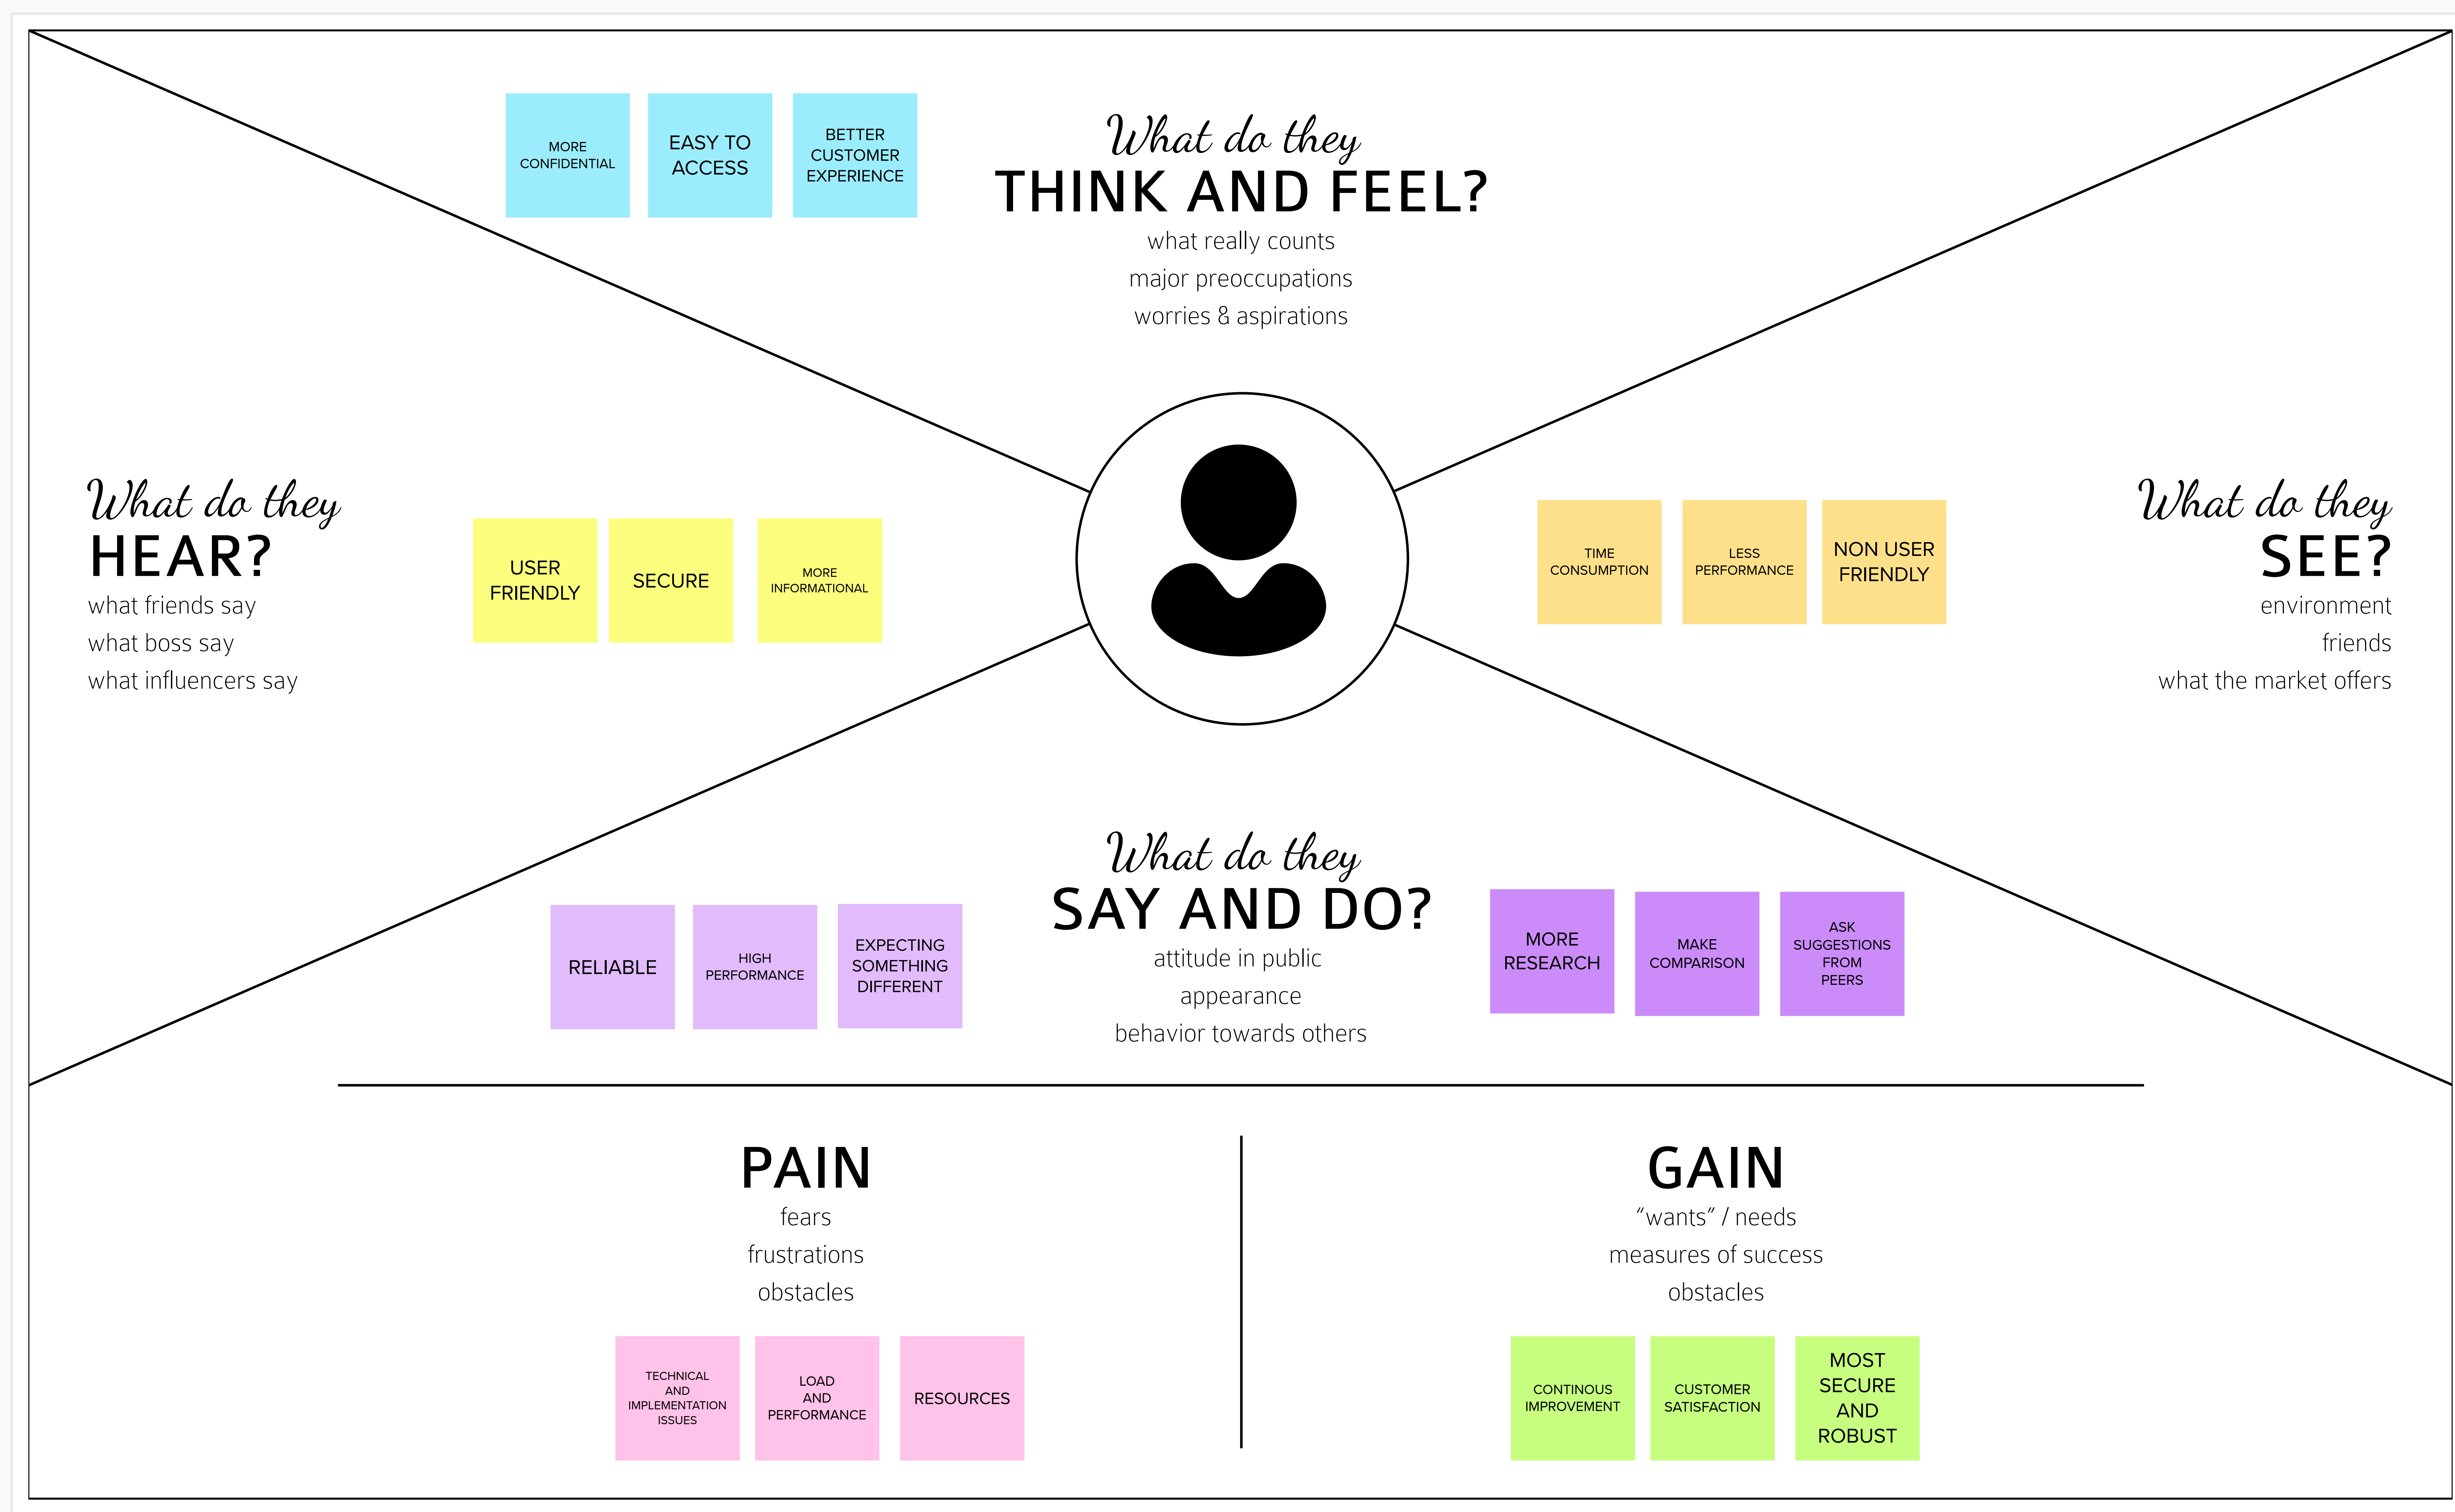 MORE
CONFIDENTIAL
EASY TO
ACCESS
BETTER
CUSTOMER
EXPERIENCE
What do they
THINK AND FEEL?
what really counts
major preoccupations
worries & aspirations
What do they
HEAR?
what friends say
what boss say
what influencers say
USER
FRIENDLY
SECURE
MORE
INFORMATIONAL
TIME
CONSUMPTION
LESS
PERFORMANCE
NON USER
FRIENDLY
What do they
SEE?
environment
friends
what the market offers
What do they
SAY AND DO?
attitude in public
appearance
behavior towards others
RELIABLE
HIGH
PERFORMANCE
EXPECTING
SOMETHING
DIFFERENT
MORE
RESEARCH
MAKE
COMPARISON
ASK
SUGGESTIONS
FROM
PEERS
PAIN
fears
frustrations
obstacles
TECHNICAL
AND
IMPLEMENTATION
ISSUES
LOAD
AND
PERFORMANCE
RESOURCES
GAIN
“wants” / needs
measures of success
obstacles
CONTINOUS
IMPROVEMENT
CUSTOMER
SATISFACTION
MOST
SECURE
AND
ROBUST